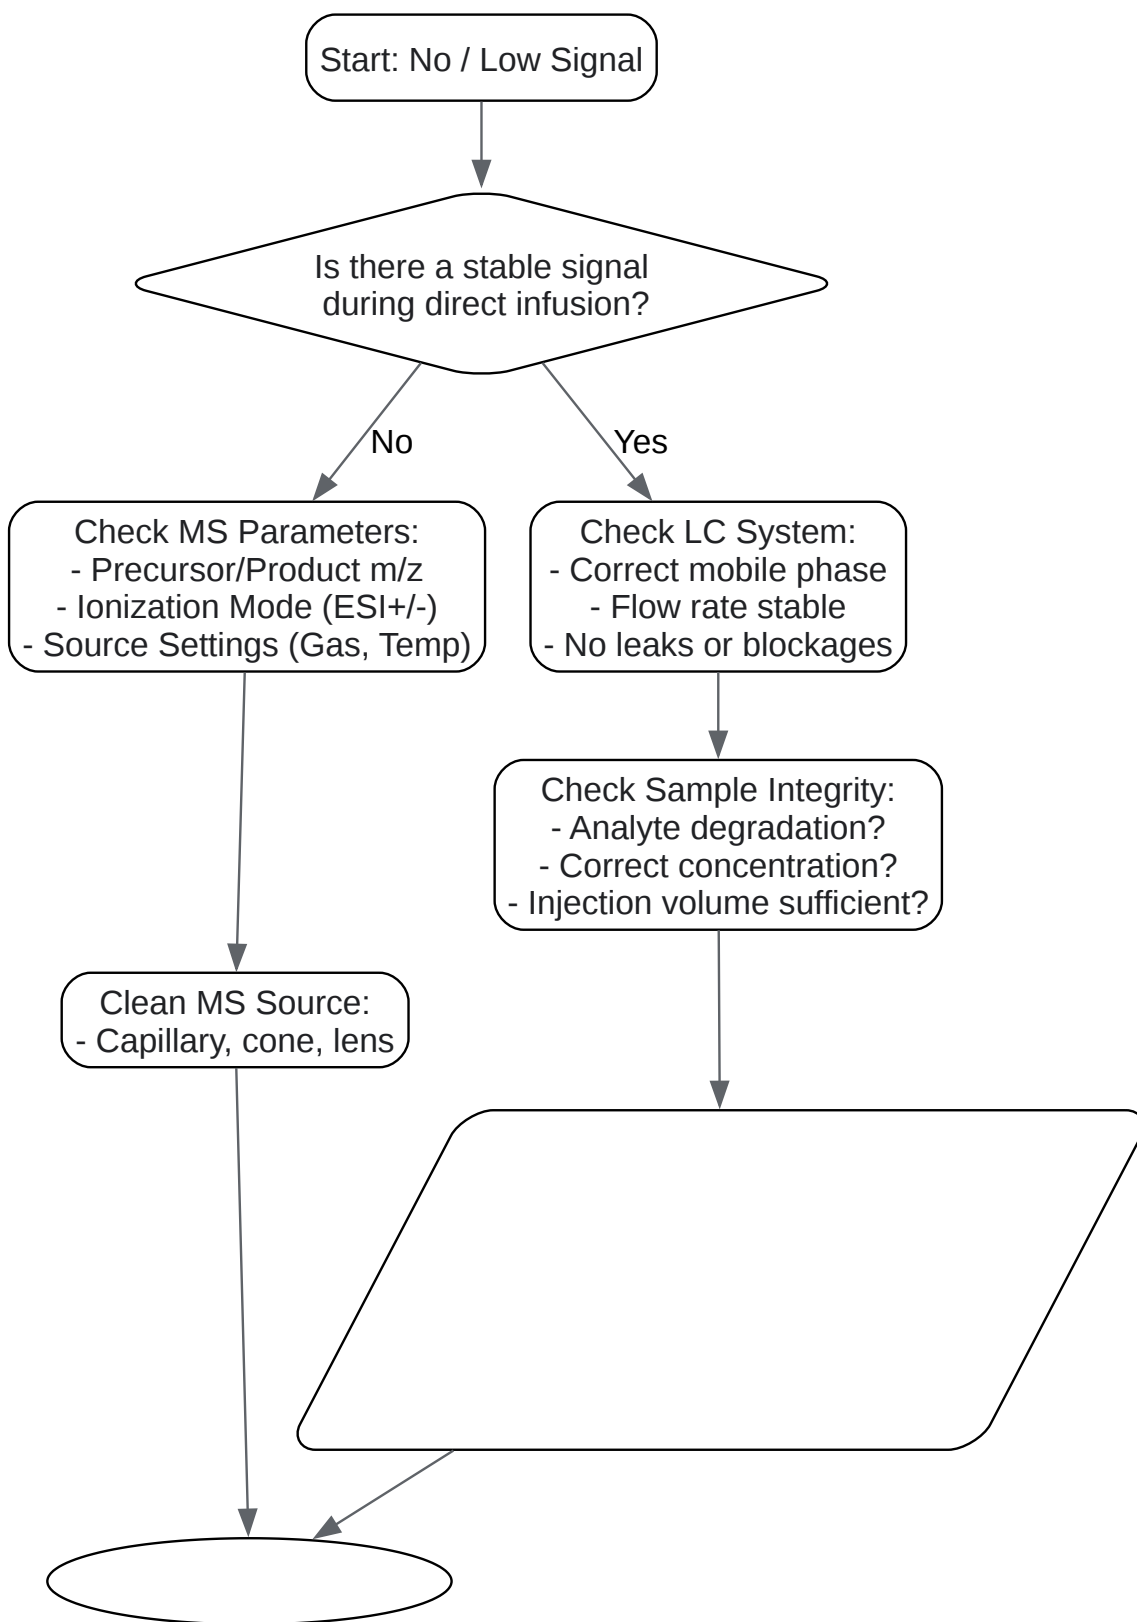 Start: No / Low Signal
Is there a stable signal
during direct infusion?
No
Yes
Check MS Parameters:
- Precursor/Product m/z
- Ionization Mode (ESI+/-)
- Source Settings (Gas, Temp)
Check LC System:
- Correct mobile phase
- Flow rate stable
- No leaks or blockages
Check Sample Integrity:
- Analyte degradation?
- Correct concentration?
- Injection volume sufficient?
Clean MS Source:
- Capillary, cone, lens